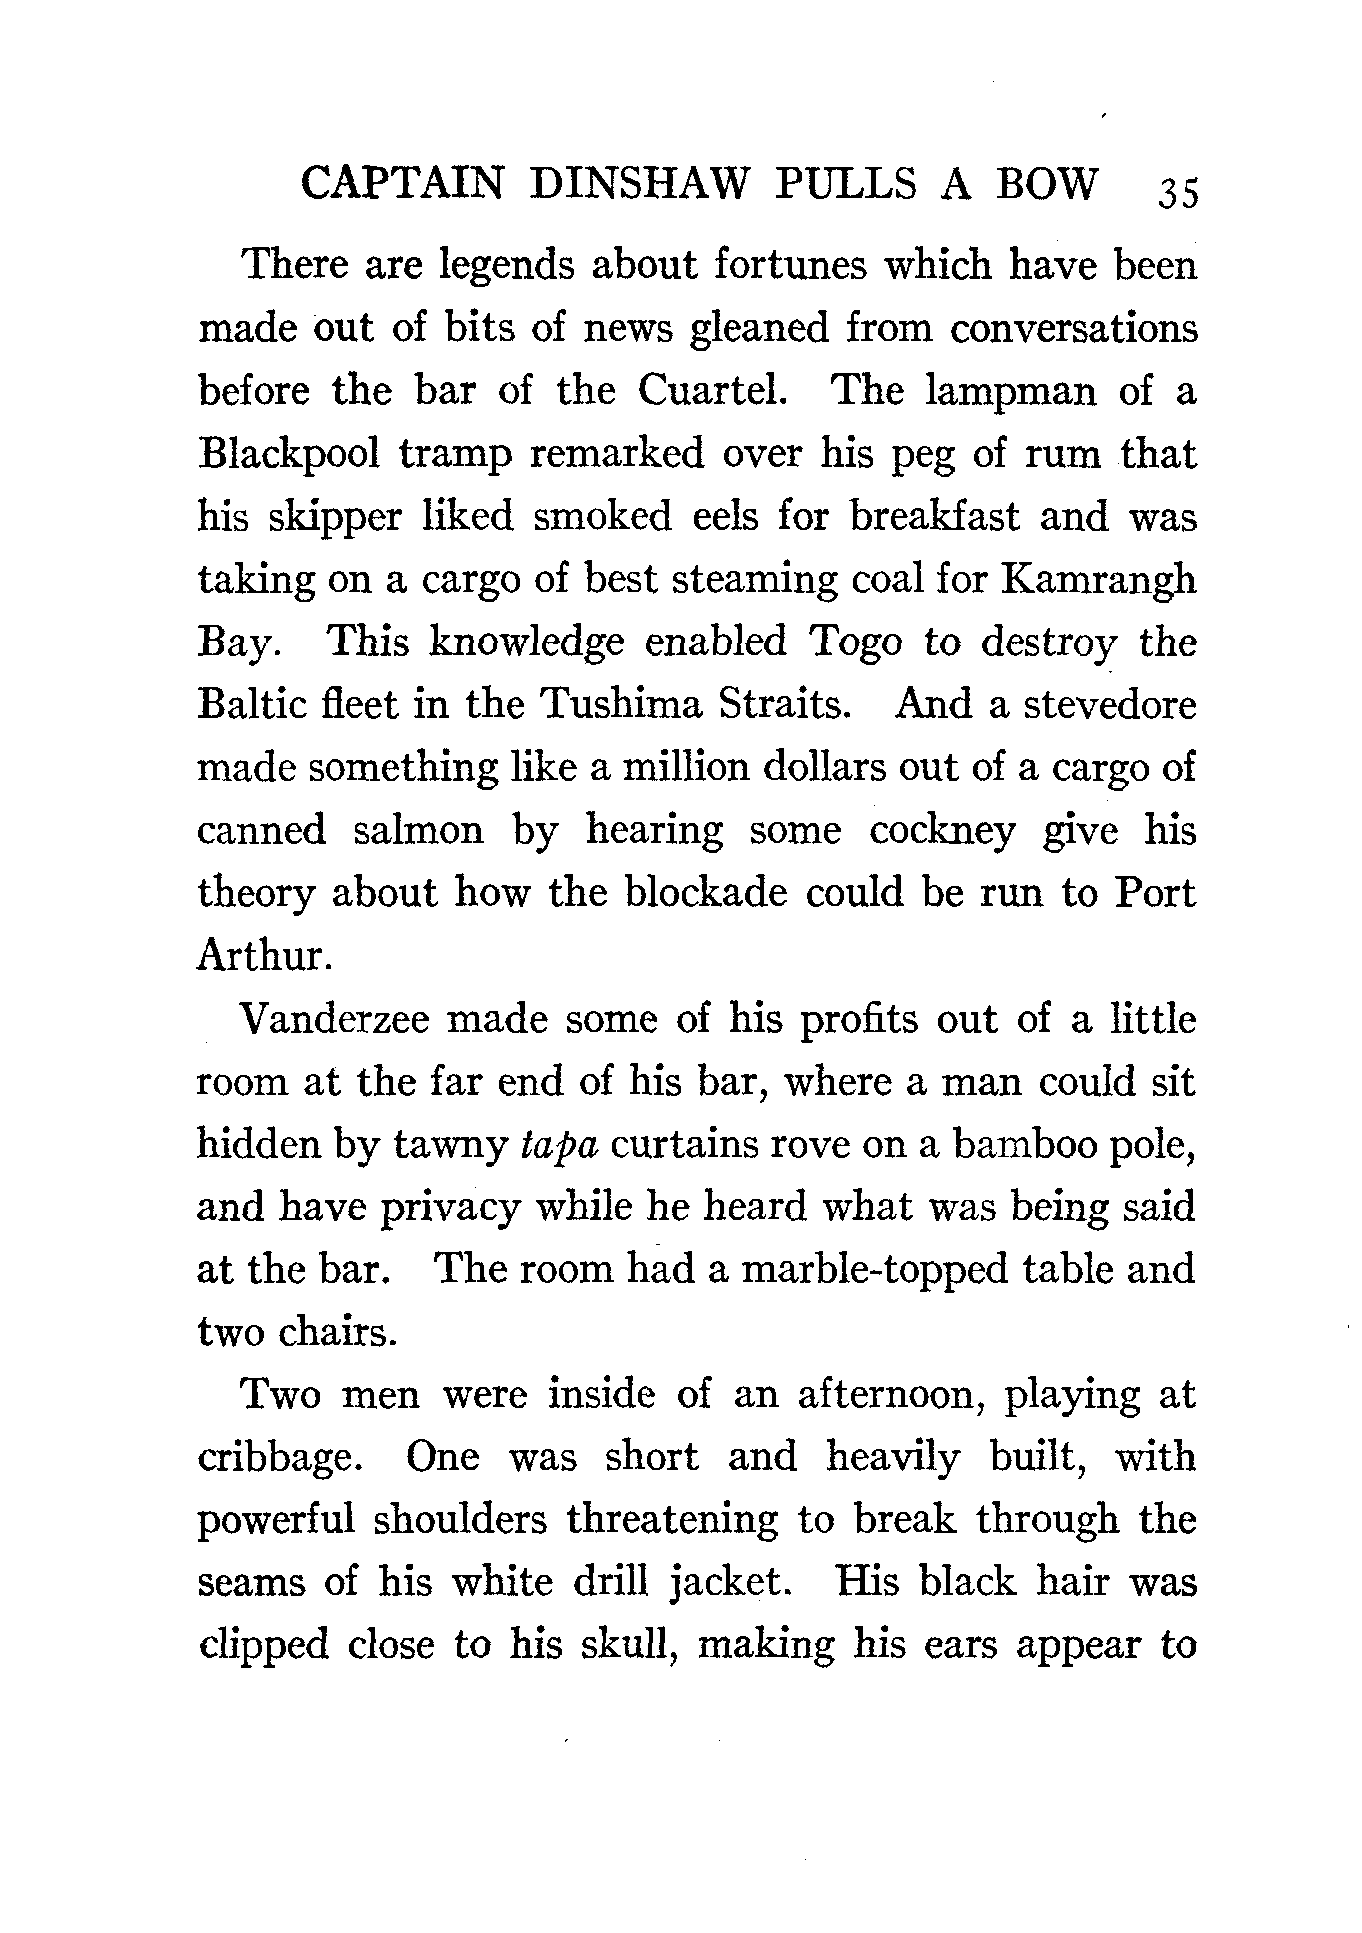 CAPTAIN DINSHAW PULLS A BOW 35
There are legends about fortunes which have been
made out of bits of news gleaned from conversations
before the bar of the Cuartel. The lampman of a
Blackpool tramp remarked over his peg of rum that
his skipper liked smoked eels for breakfast and was
taking on a cargo of best steaming coal for Kamrangh
Bay. This knowledge enabled Togo to destroy the
Baltic fleet in the Tushima Straits. And a stevedore
made something like a million dollars out of a cargo of
canned salmon by hearing some cockney give his
theory about how the blockade could be run to Port
Arthur.
Vanderzee made some of his profits out of a little
room at the far end of his bar, where a man could sit
hidden by tawny tapa curtains rove on a bamboo pole,
and have privacy while he heard what was being said
at the bar. The room had a marble-topped table and
two chairs.
Two men were inside of an afternoon, playing at
cribbage. One was short and heavily built, with
powerful shoulders threatening to break through the
seams of his white drill jacket. His black hair was
clipped close to his skull, making his ears appear to